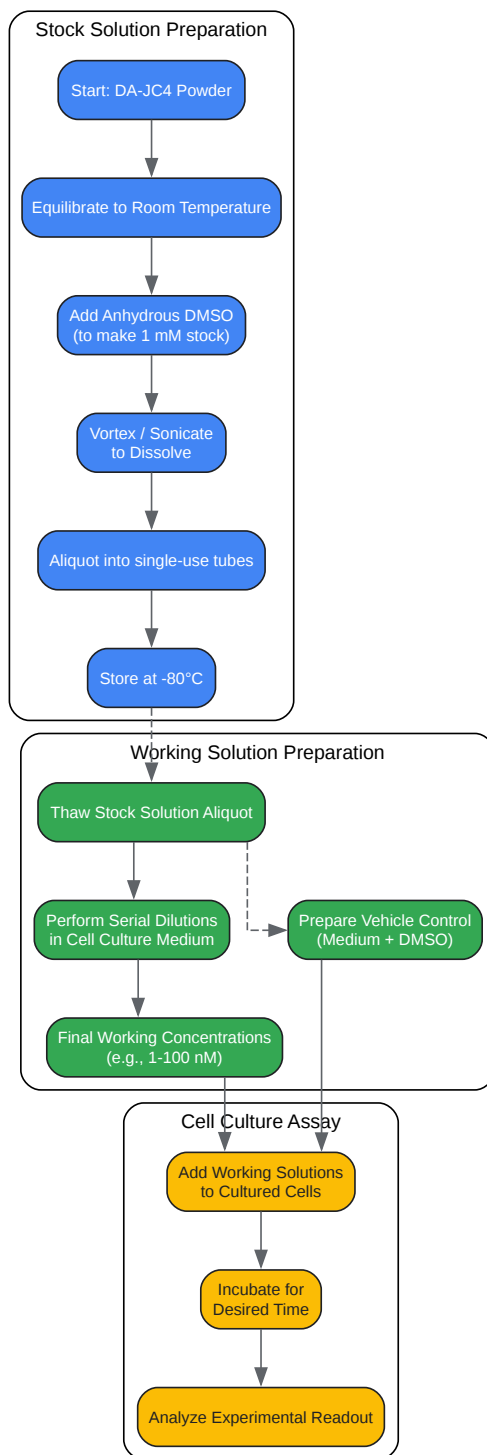 Stock Solution Preparation
Start: DA-JC4 Powder
Equilibrate to Room Temperature
Add Anhydrous DMSO
(to make 1 mM stock)
Vortex / Sonicate
to Dissolve
Aliquot into single-use tubes
Store at -80°C
Working Solution Preparation
Thaw Stock Solution Aliquot
Perform Serial Dilutions
in Cell Culture Medium
Prepare Vehicle Control
(Medium + DMSO)
Final Working Concentrations
(e.g., 1-100 nM)
Cell Culture Assay
Add Working Solutions
to Cultured Cells
Incubate for
Desired Time
Analyze Experimental Readout